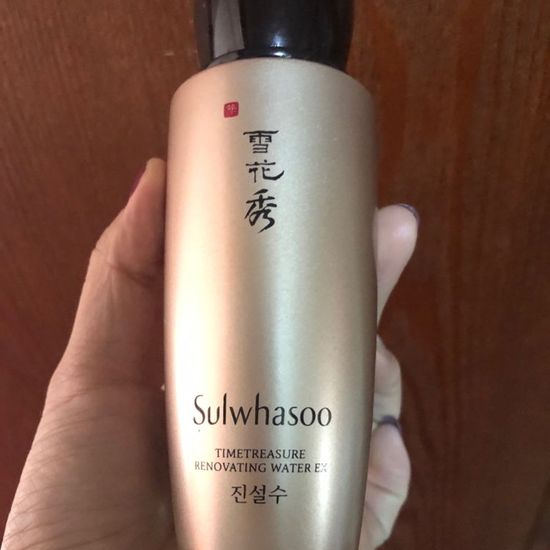 雪花秀
Sulwhasoo
TIMETREASURE
RENOVATING WATER EX
진설수